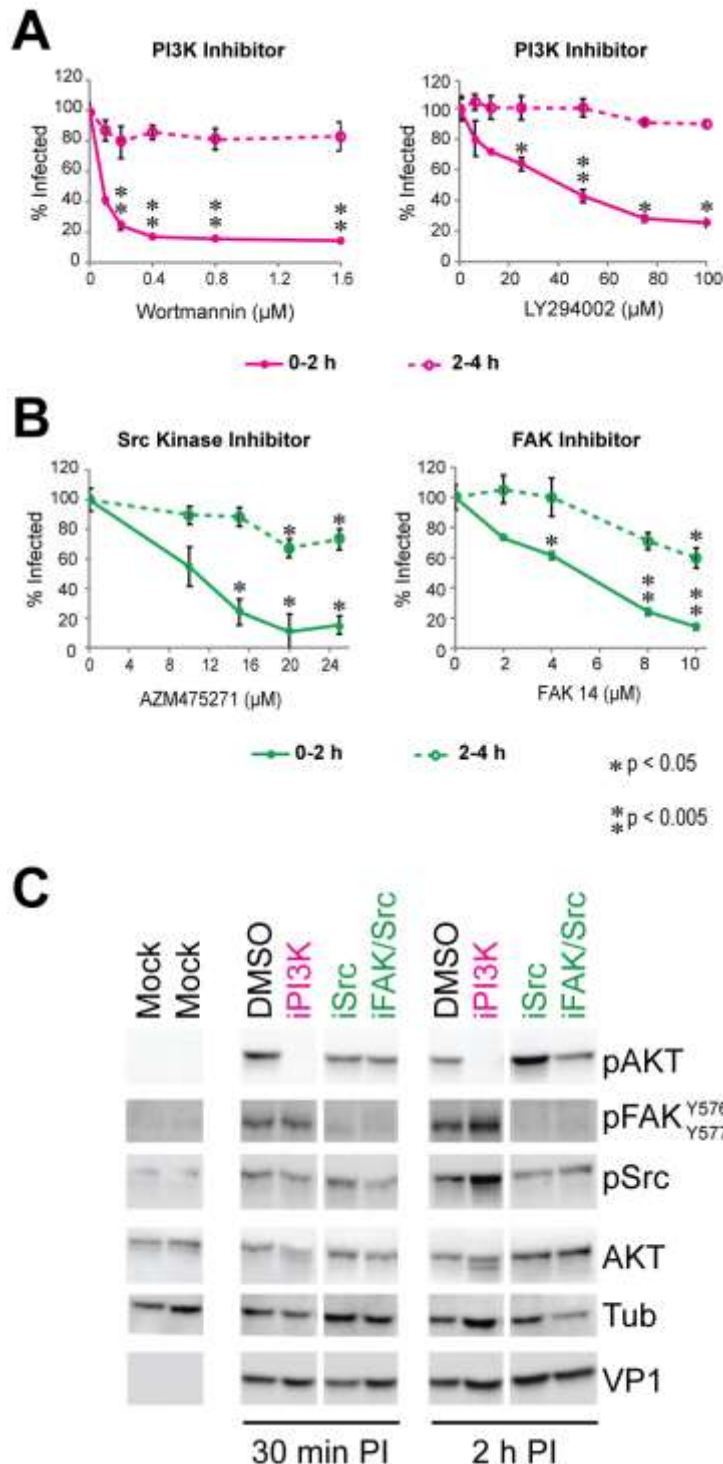 A
PI3K Inhibitor
120
100
80
60
40
20
0
% Infected
* * * * * * * *
0 0.4 0.8 1.2 1.6
Wortmannin (µM)
PI3K Inhibitor
120
100
80
60
40
20
0
% Infected
* * * * *
0 20 40 60 80 100
LY294002 (µM)
0-2 h 2-4 h
B
Src Kinase Inhibitor
120
100
80
60
40
20
0
% Infected
* *
* * *
0 4 8 12 16 20 24
AZM475271 (µM)
FAK Inhibitor
120
100
80
60
40
20
0
% Infected
*
* * * * *
0 2 4 6 8 10
FAK 14 (µM)
0-2 h 2-4 h
* p < 0.05
** p < 0.005
C
Mock Mock DMSO iPI3K iSrc iFAK/Src DMSO iPI3K iSrc iFAK/Src
pAKT
pFAK Y576
Y577
pSrc
AKT
Tub
VP1
30 min PI 2 h PI